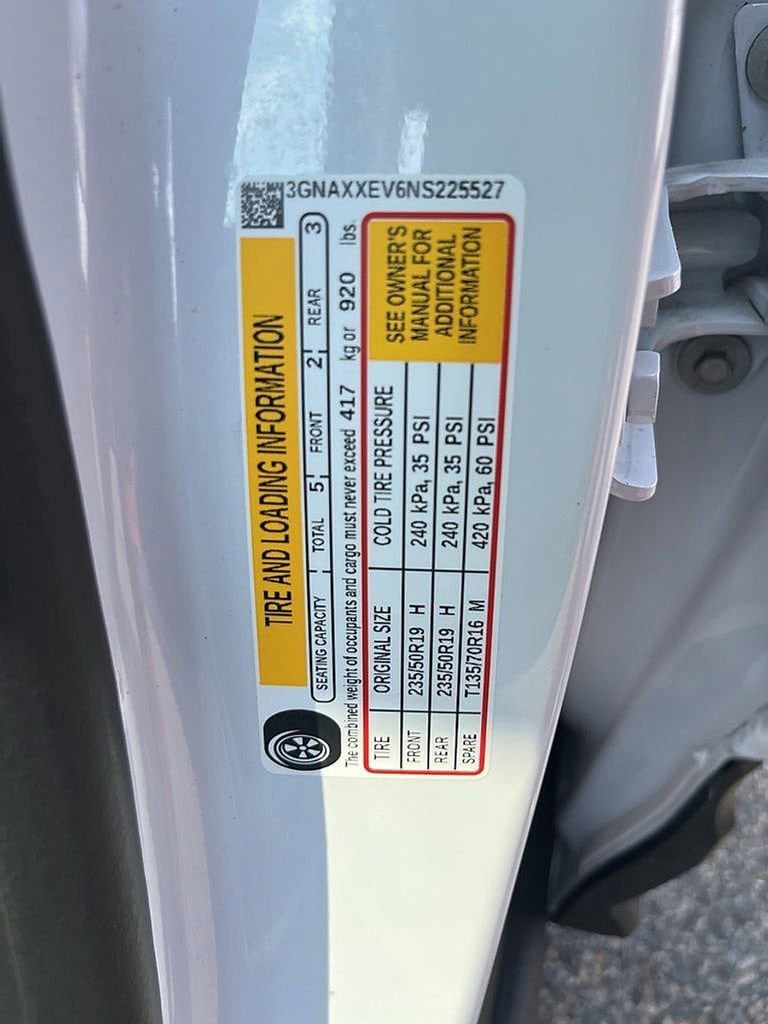 3GNAXXEV6NS225527
TIRE AND LOADING INFORMATION
SEATING CAPACITY TOTAL 5 FRONT 2 REAR 3
The combined weight of occupants and cargo must never exceed 417 kg or 920 lbs.
TIRE ORIGINAL SIZE COLD TIRE PRESSURE
FRONT 235/50R19 H 240 kPa, 35 PSI
REAR 235/50R19 H 240 kPa, 35 PSI
SPARE T135/70R16 M 420 kPa, 60 PSI
SEE OWNER'S
MANUAL FOR
ADDITIONAL
INFORMATION